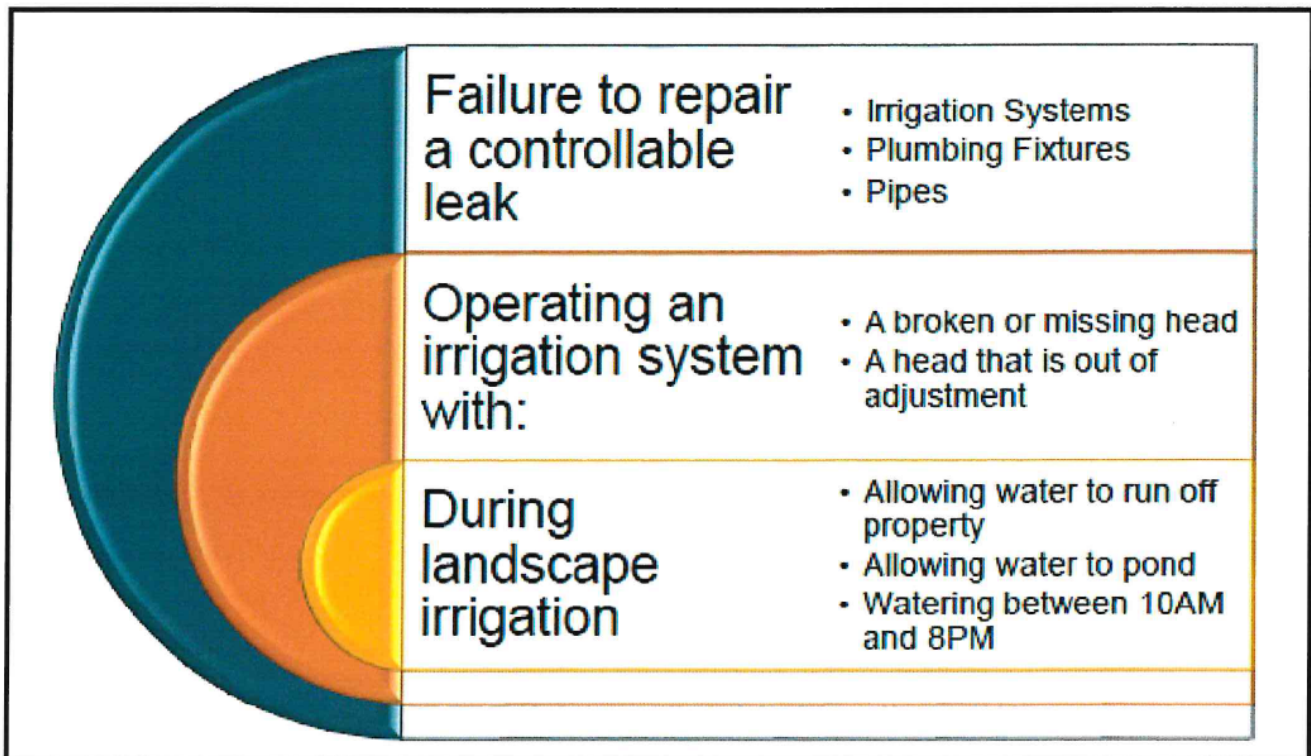 Failure to repair
a controllable
leak
• Irrigation Systems
• Plumbing Fixtures
• Pipes
Operating an
irrigation system
with:
• A broken or missing head
• A head that is out of
adjustment
During
landscape
irrigation
• Allowing water to run off
property
• Allowing water to pond
• Watering between 10AM
and 8PM